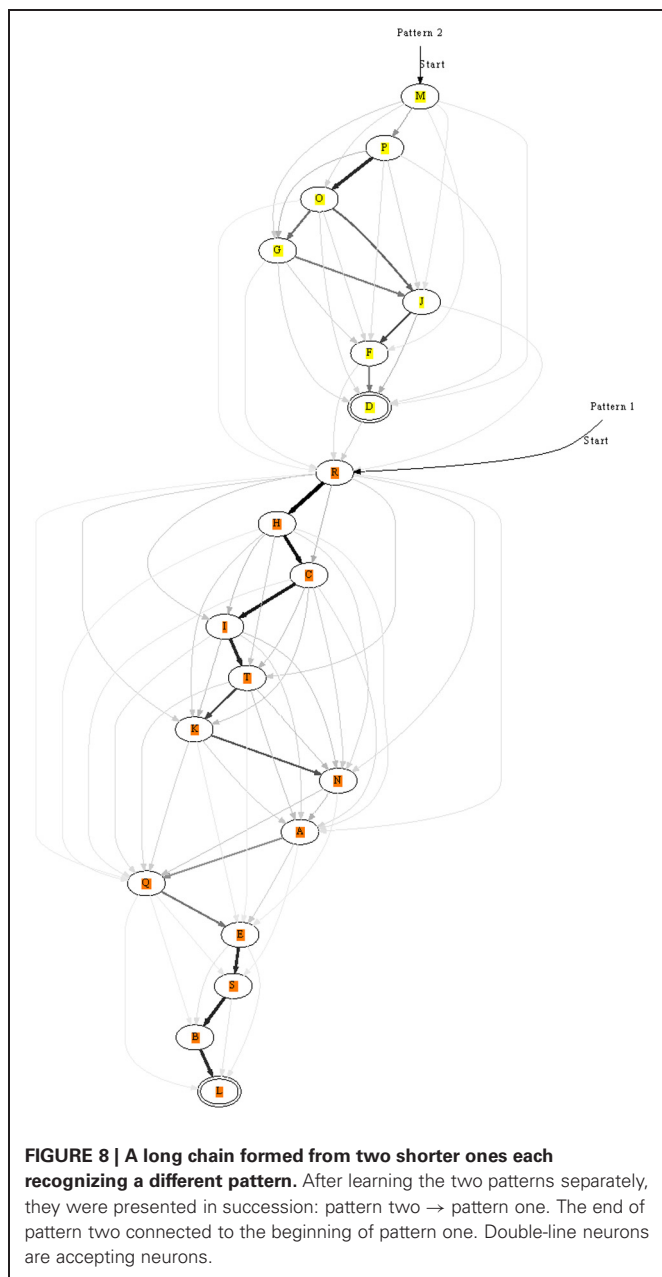 Pattern 2
Start
M
P
O
G
J
F
D
Pattern 1
Start
R
H
C
I
T
K
N
A
Q
E
S
B
L
FIGURE 8 | A long chain formed from two shorter ones each
recognizing a different pattern. After learning the two patterns separately,
they were presented in succession: pattern two → pattern one. The end of
pattern two connected to the beginning of pattern one. Double-line neurons
are accepting neurons.